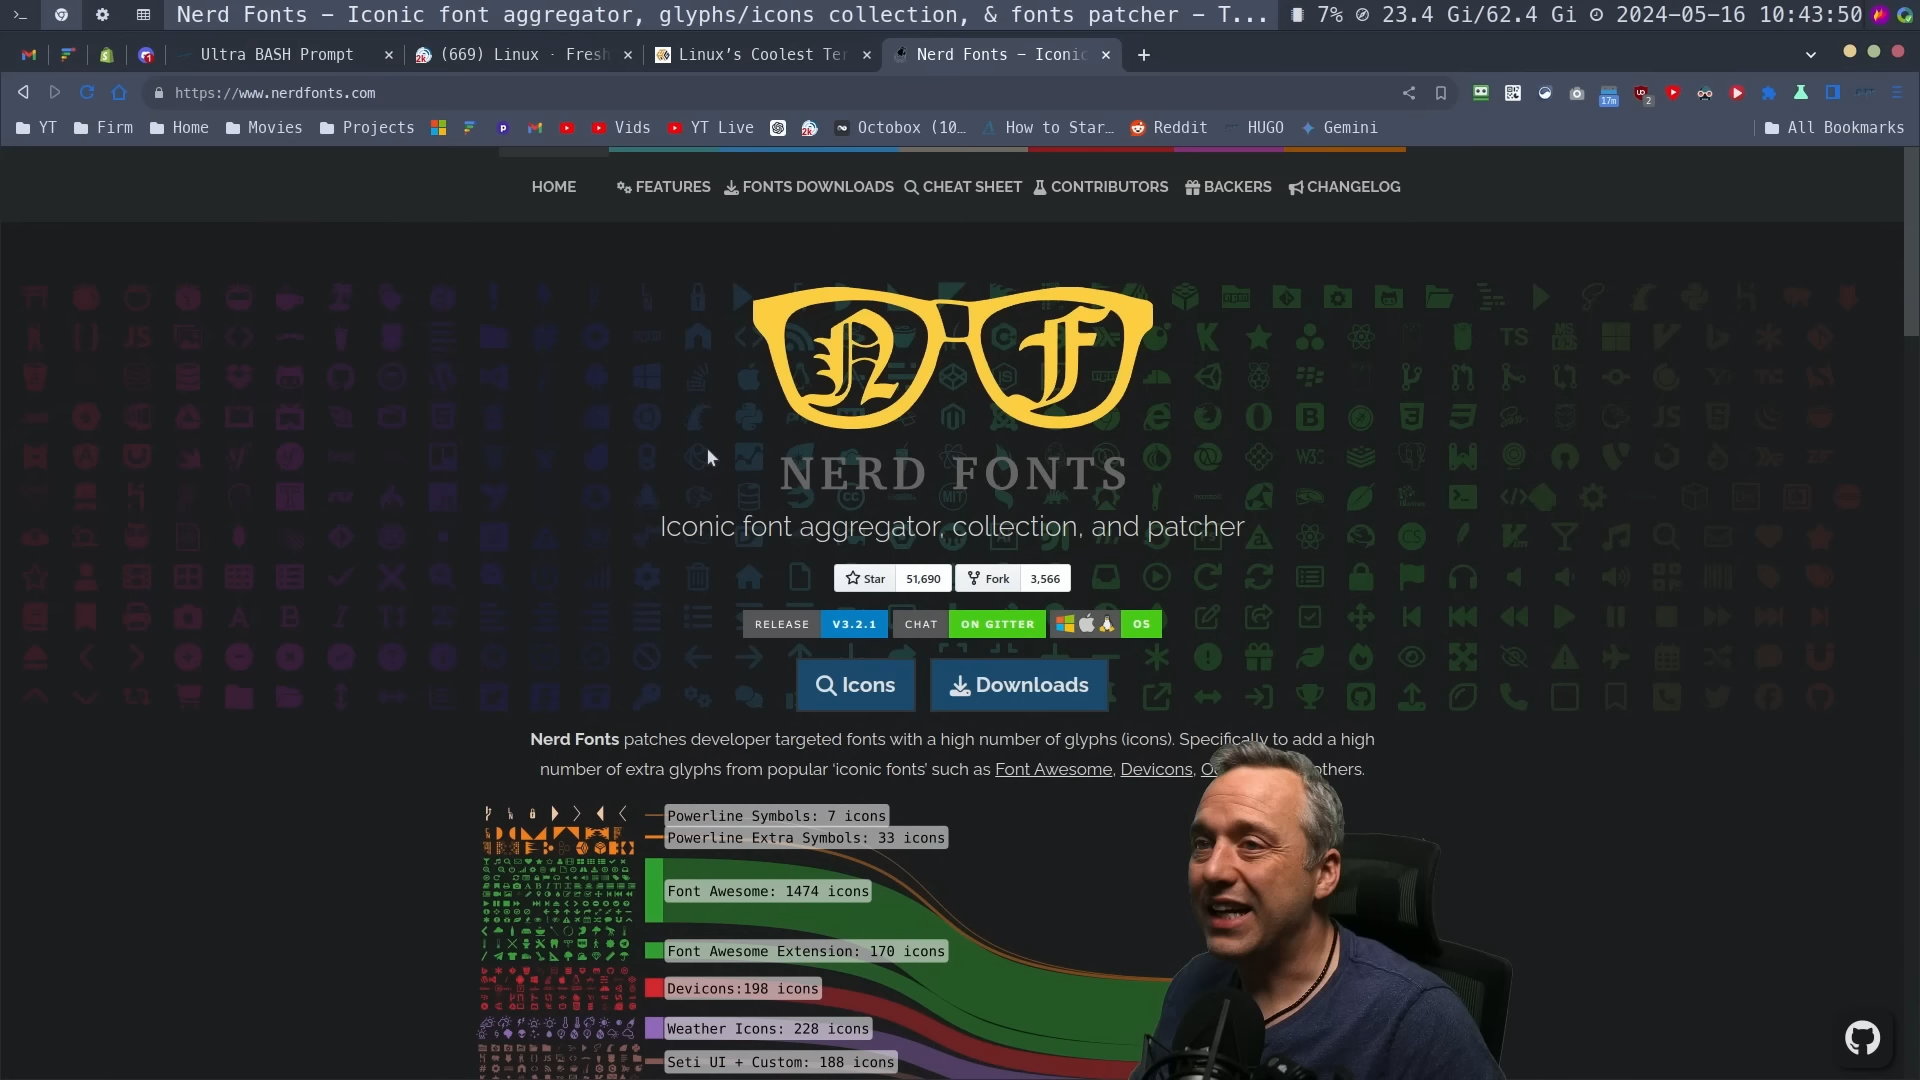 Nerd Fonts – Iconic font aggregator, glyphs/icons collection, & fonts patcher – T... 7% 23.4 Gi/62.4 Gi 2024-05-16 10:43:50
Ultra BASH Prompt (669) Linux · Fresh Linux's Coolest Ter Nerd Fonts – Iconic
https://www.nerdfonts.com 17m 2
YT Firm Home Movies Projects Vids YT Live Octobox (10… How to Star… Reddit HUGO Gemini All Bookmarks
HOME FEATURES FONTS DOWNLOADS CHEAT SHEET CONTRIBUTORS BACKERS CHANGELOG
N F
NERD FONTS
Iconic font aggregator, collection, and patcher
Star 51,690 Fork 3,566
RELEASE V3.2.1 CHAT ON GITTER OS
Icons Downloads
Nerd Fonts patches developer targeted fonts with a high number of glyphs (icons). Specifically to add a high
number of extra glyphs from popular ‘iconic fonts’ such as Font Awesome, Devicons, others.
Powerline Symbols: 7 icons
Powerline Extra Symbols: 33 icons
Font Awesome: 1474 icons
Font Awesome Extension: 170 icons
Devicons:198 icons
Weather Icons: 228 icons
Seti UI + Custom: 188 icons